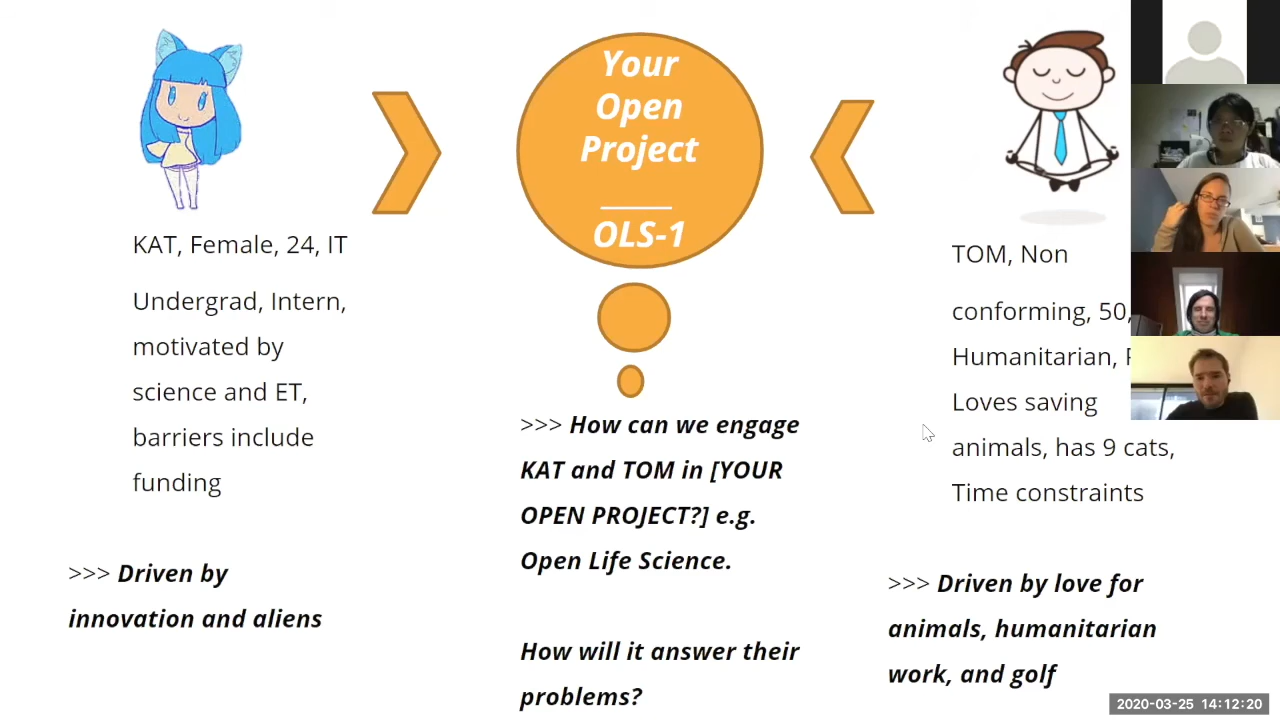 KAT, Female, 24, IT
Undergrad, Intern,
motivated by
science and ET,
barriers include
funding
>>> Driven by
innovation and aliens
Your
Open
Project
OLS-1
>>> How can we engage
KAT and TOM in [YOUR
OPEN PROJECT?] e.g.
Open Life Science.
How will it answer their
problems?
TOM, Non
conforming, 50,
Humanitarian,
Loves saving
animals, has 9 cats,
Time constraints
>>> Driven by love for
animals, humanitarian
work, and golf
2020-03-25 14:12:20